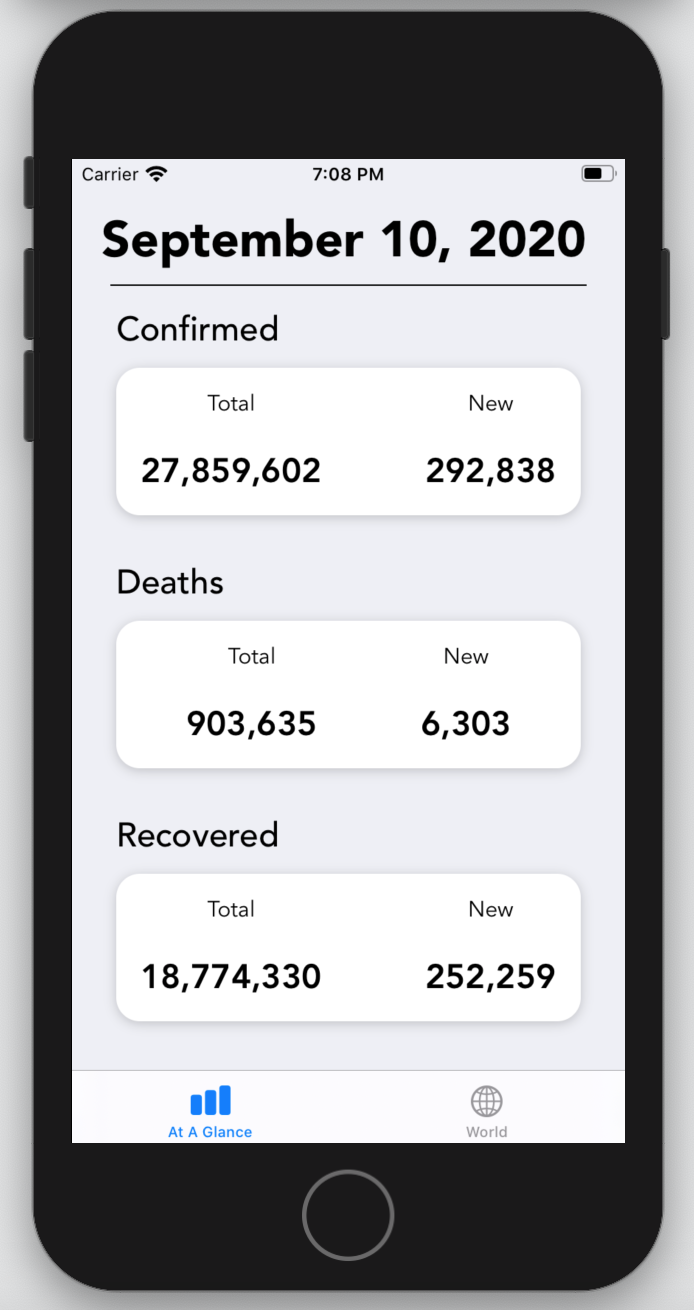 Carrier 7:08 PM
September 10, 2020
Confirmed
Total New
27,859,602 292,838
Deaths
Total New
903,635 6,303
Recovered
Total New
18,774,330 252,259
At A Glance World